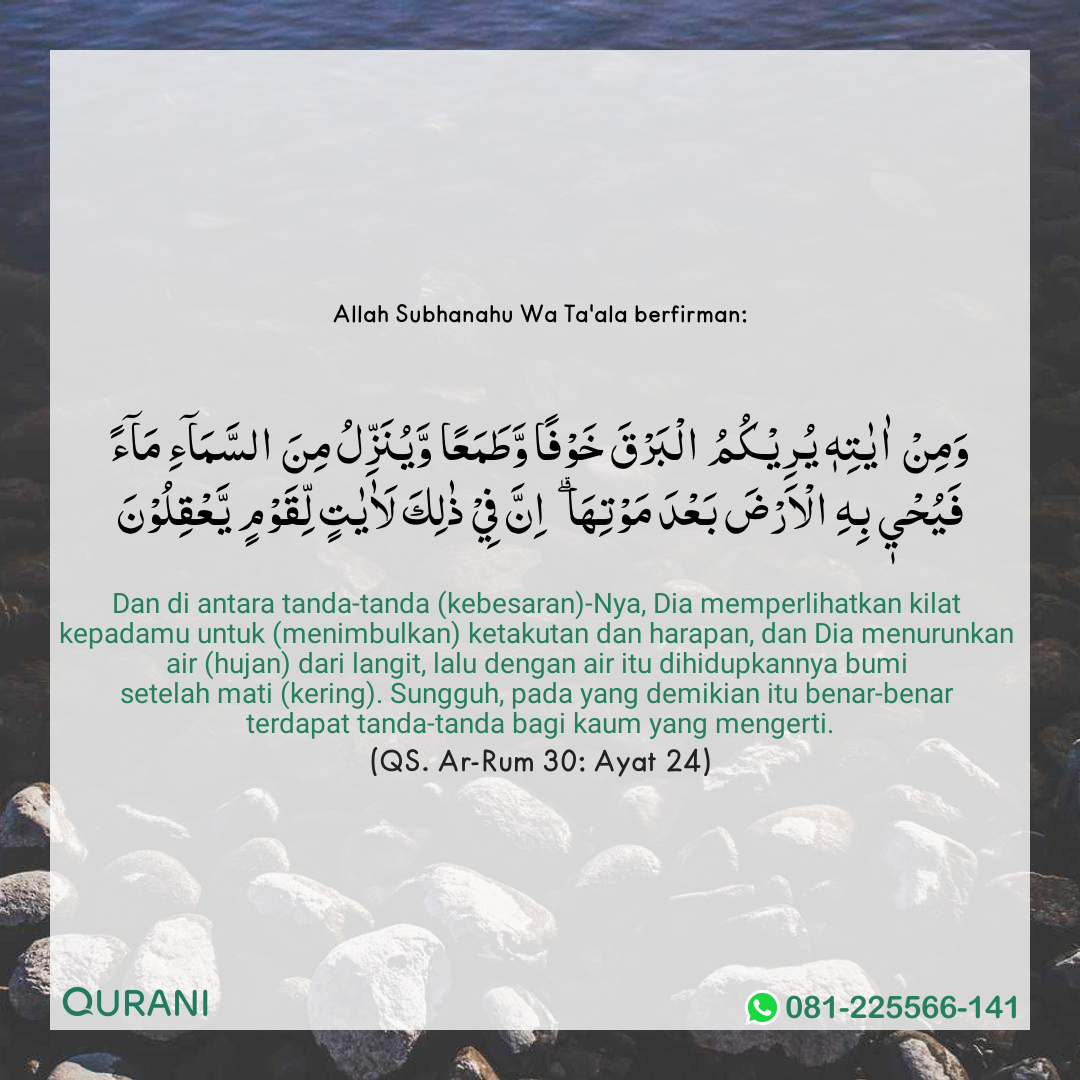 Allah Subhanahu Wa Ta'ala berfirman:
وَمِنْ اٰيٰتِهٖ يُرِيْكُمُ الْبَرْقَ خَوْفًا وَّطَمَعًا وَّيُنَزِّلُ مِنَ السَّمَآءِ مَآءً
فَيُحْيٖ بِهِ الْاَرْضَ بَعْدَ مَوْتِهَا ۗ اِنَّ فِيْ ذٰلِكَ لَاٰيٰتٍ لِّقَوْمٍ يَّعْقِلُوْنَ
Dan di antara tanda-tanda (kebesaran)-Nya, Dia memperlihatkan kilat
kepadamu untuk (menimbulkan) ketakutan dan harapan, dan Dia menurunkan
air (hujan) dari langit, lalu dengan air itu dihidupkannya bumi
setelah mati (kering). Sungguh, pada yang demikian itu benar-benar
terdapat tanda-tanda bagi kaum yang mengerti.
(QS. Ar-Rum 30: Ayat 24)
QURANI
081-225566-141